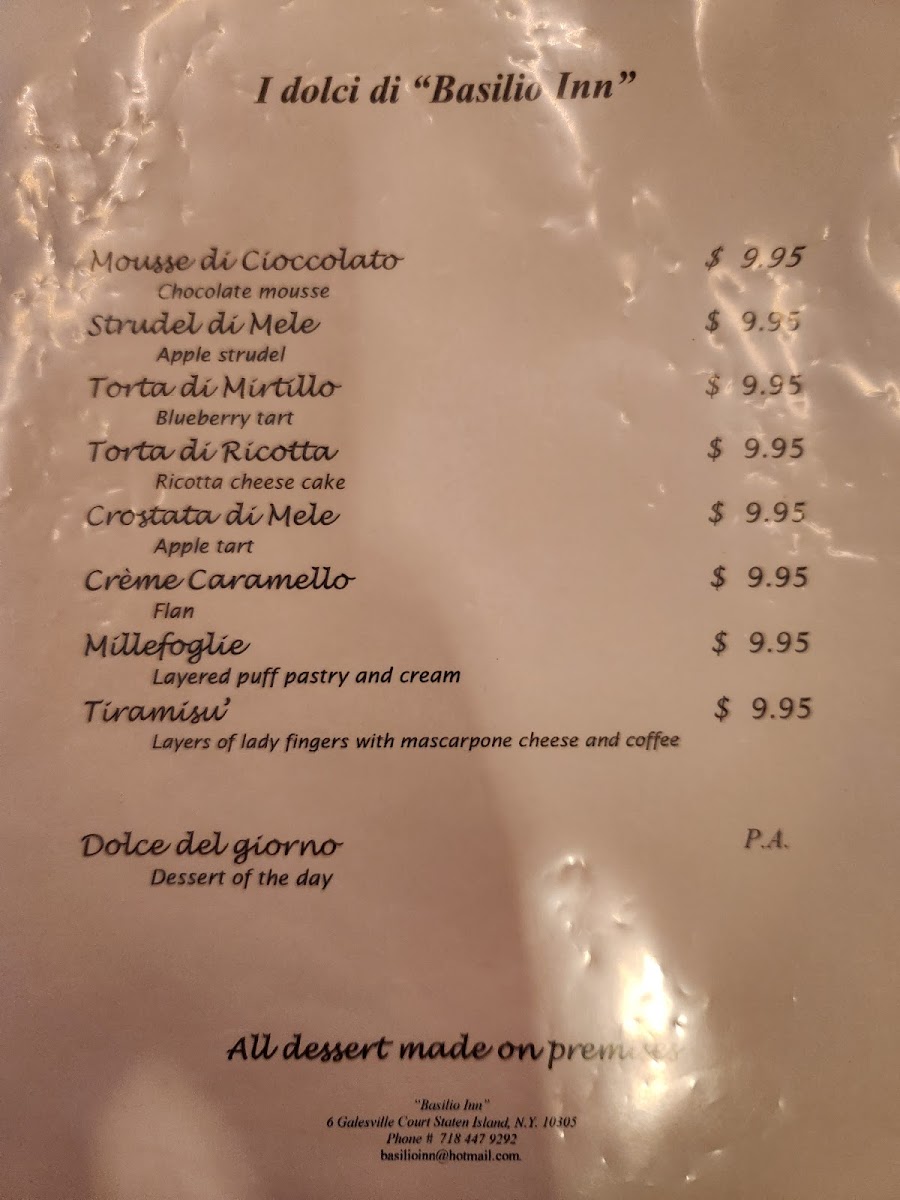 I dolci di “Basilio Inn”
Mousse di Cioccolato $ 9.95
Chocolate mousse
Strudel di Mele $ 9.95
Apple strudel
Torta di Mirtillo $ 9.95
Blueberry tart
Torta di Ricotta $ 9.95
Ricotta cheese cake
Crostata di Mele $ 9.95
Apple tart
Crème Caramello $ 9.95
Flan
Millefoglie $ 9.95
Layered puff pastry and cream
Tiramisu’ $ 9.95
Layers of lady fingers with mascarpone cheese and coffee
Dolce del giorno P.A.
Dessert of the day
All dessert made on premises
"Basilio Inn"
6 Galesville Court Staten Island, N.Y. 10305
Phone # 718 447 9292
basilioinn@hotmail.com.